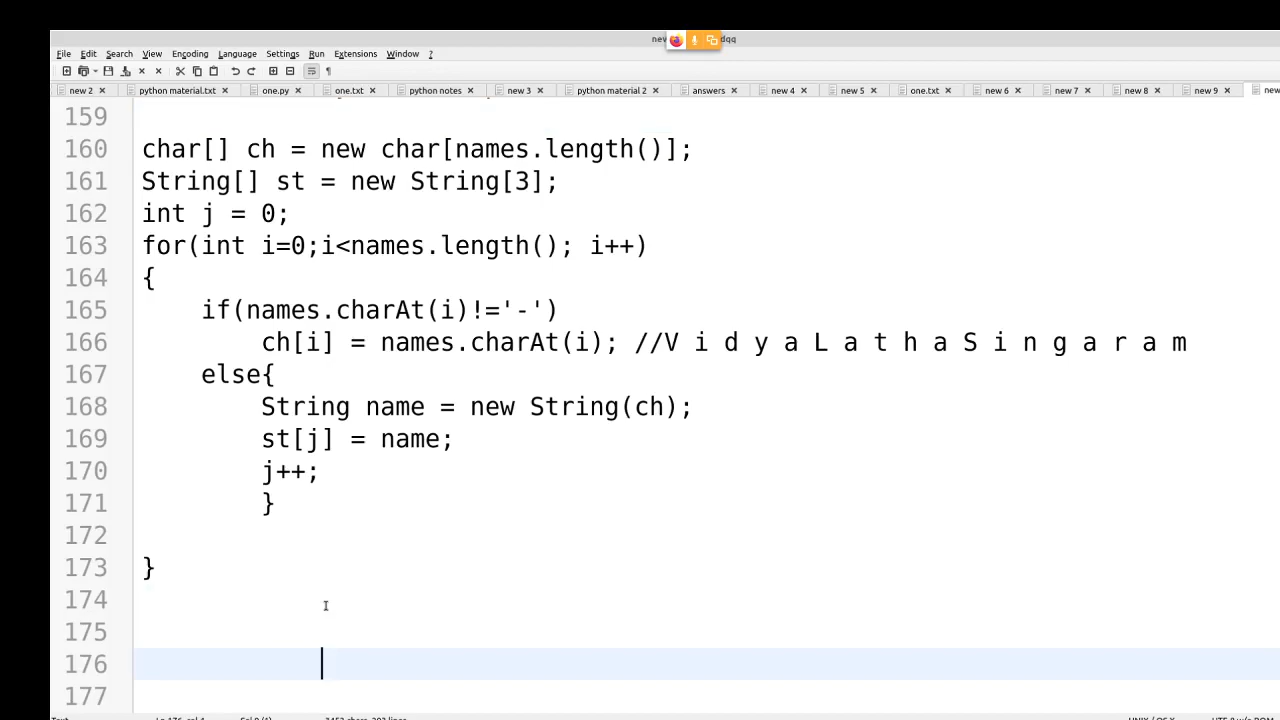 new dqq
File Edit Search View Encoding Language Settings Run Extensions Window ?
new 2 python material.txt one.py one.txt python notes new 3 python material 2 answers new 4 new 5 one.txt new 6 new 7 new 8 new 9 new
159
160 char[] ch = new char[names.length()];
161 String[] st = new String[3];
162 int j = 0;
163 for(int i=0;i<names.length(); i++)
164 {
165 if(names.charAt(i)!='-')
166 ch[i] = names.charAt(i); //V i d y a L a t h a S i n g a r a m
167 else{
168 String name = new String(ch);
169 st[j] = name;
170 j++;
171 }
172
173 }
174
175
176
177